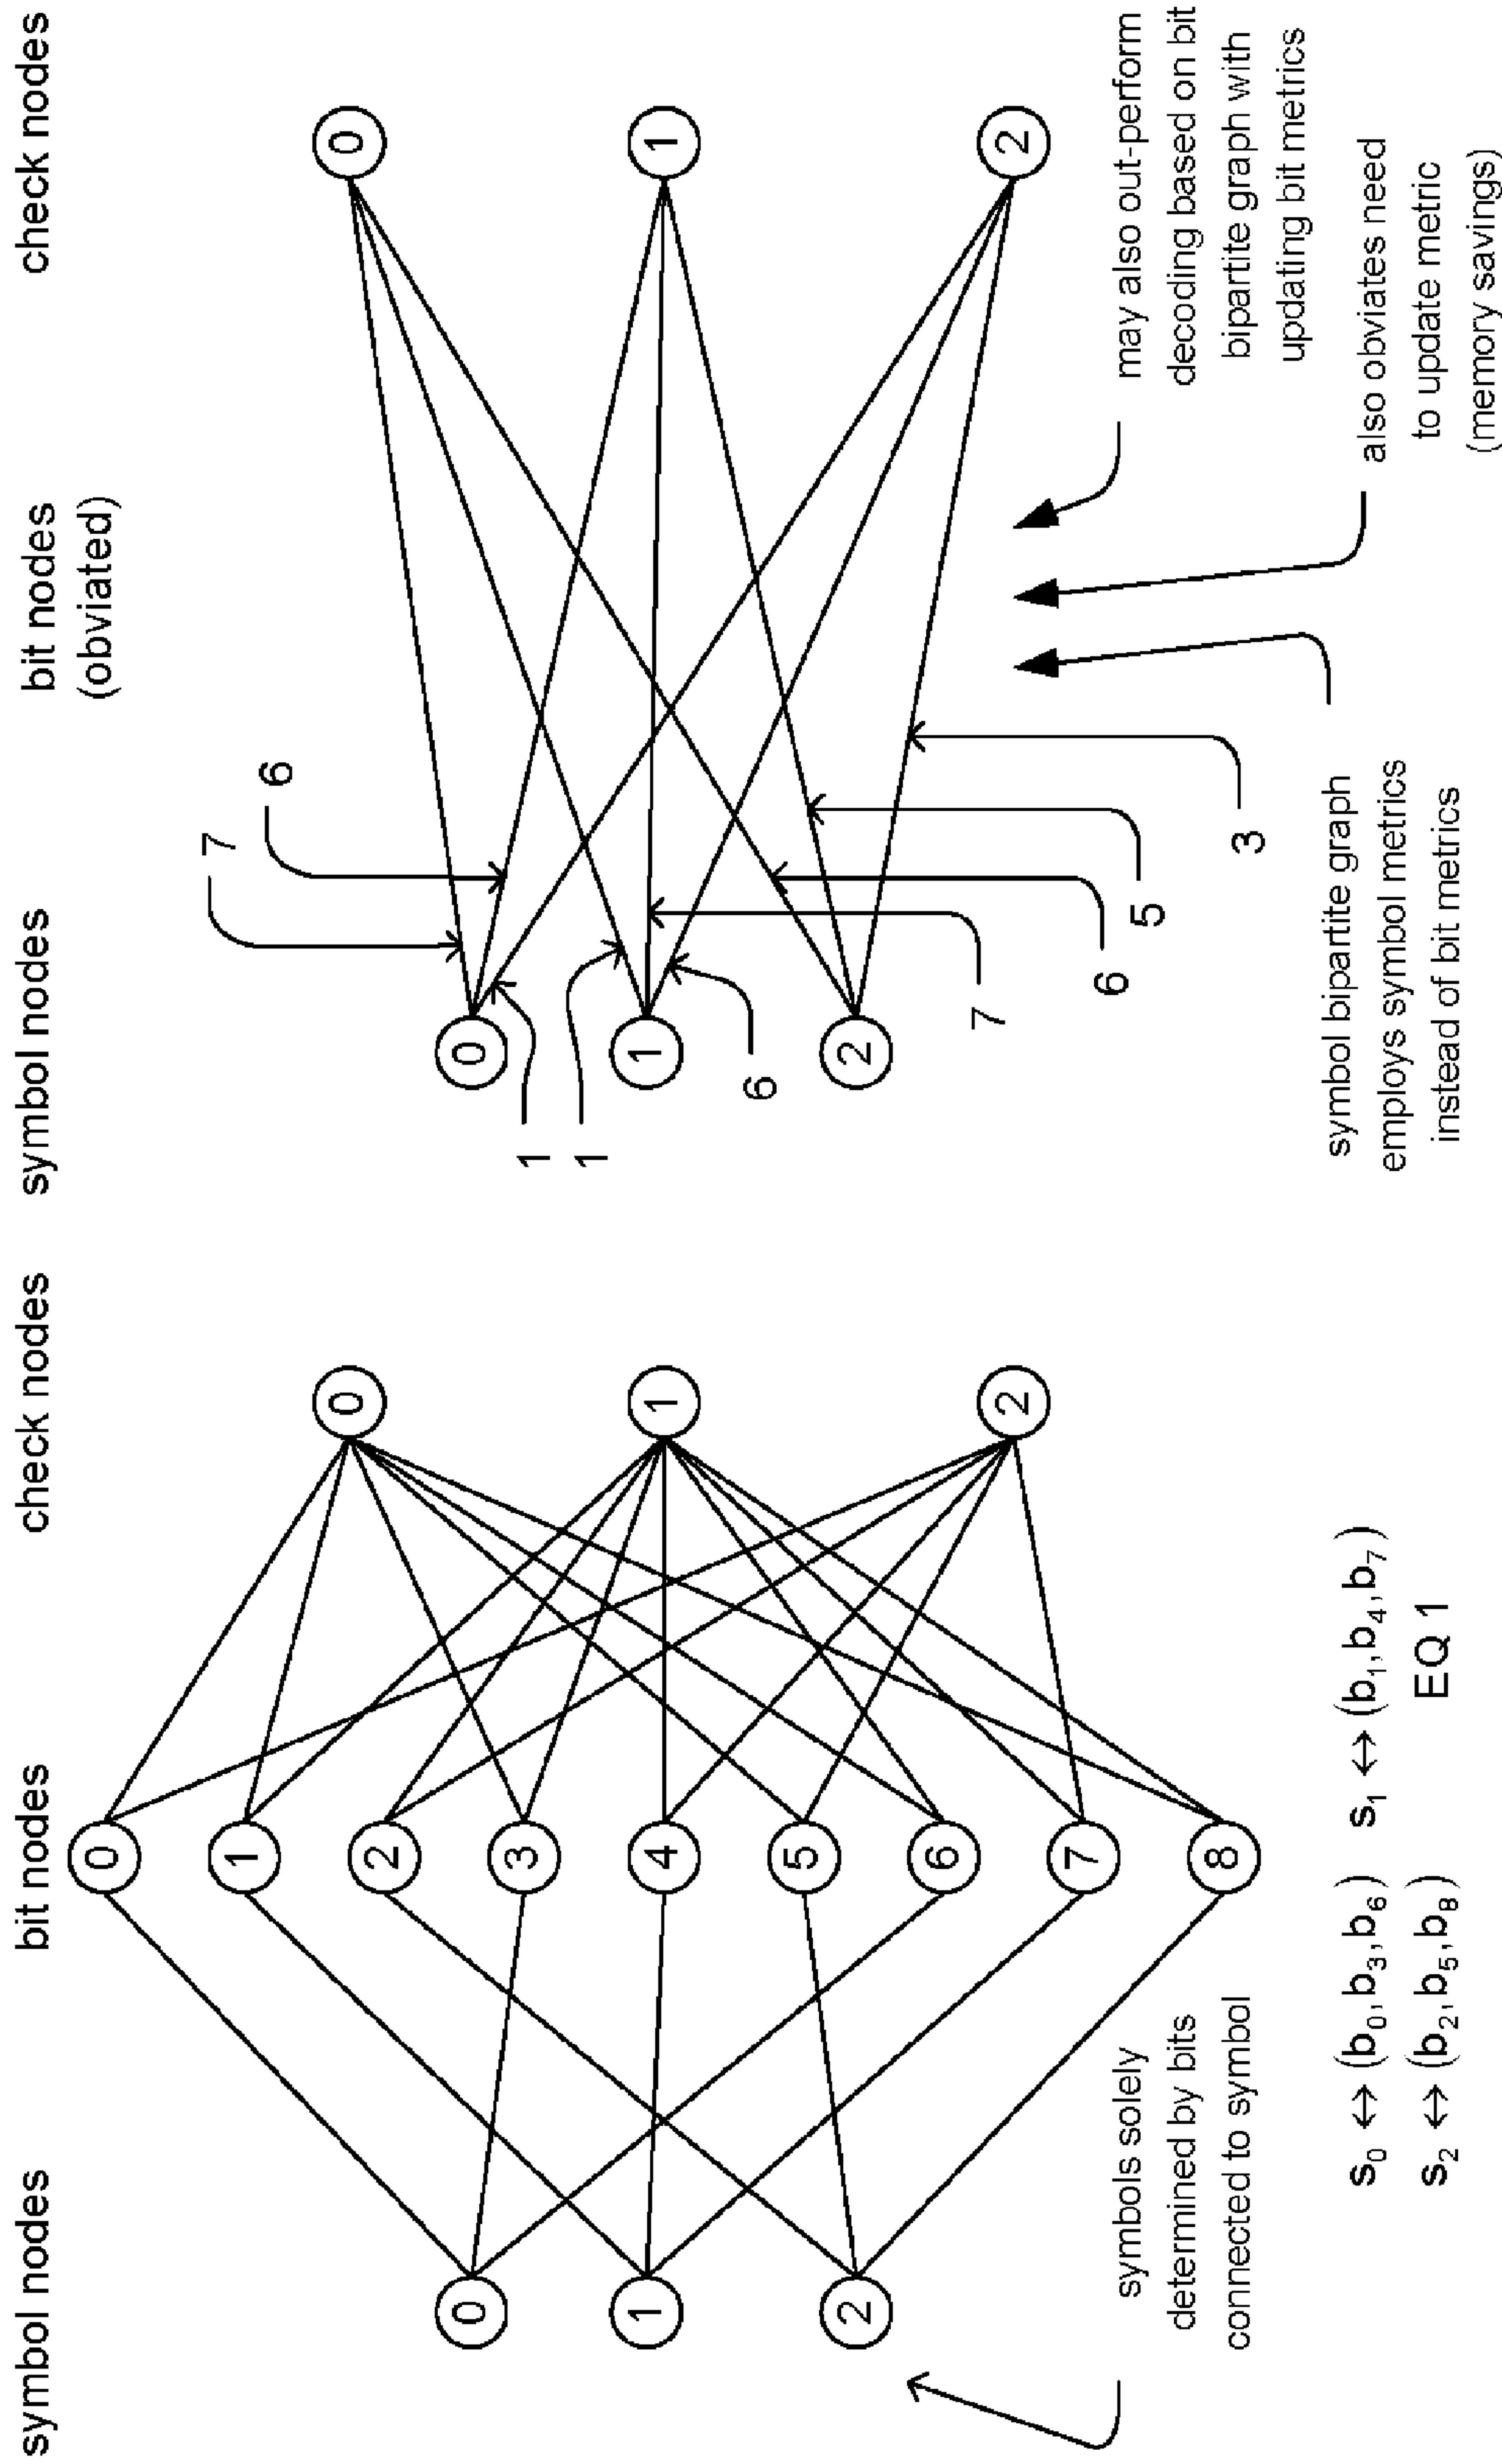 symbol nodes
bit nodes
check nodes
0
1
2
0
1
2
3
4
5
6
7
8
0
1
2
symbols solely
determined by bits
connected to symbol
s₀ ↔ (b₀,b₃,b₆) s₁ ↔ (b₁,b₄,b₇)
s₂ ↔ (b₂,b₅,b₈) EQ 1
symbol nodes
bit nodes
(obviated)
check nodes
0
1
2
0
1
2
7
6
1
1
6
7
6
5
3
symbol bipartite graph
employs symbol metrics
instead of bit metrics
may also out-perform
decoding based on bit
bipartite graph with
updating bit metrics
also obviates need
to update metric
(memory savings)